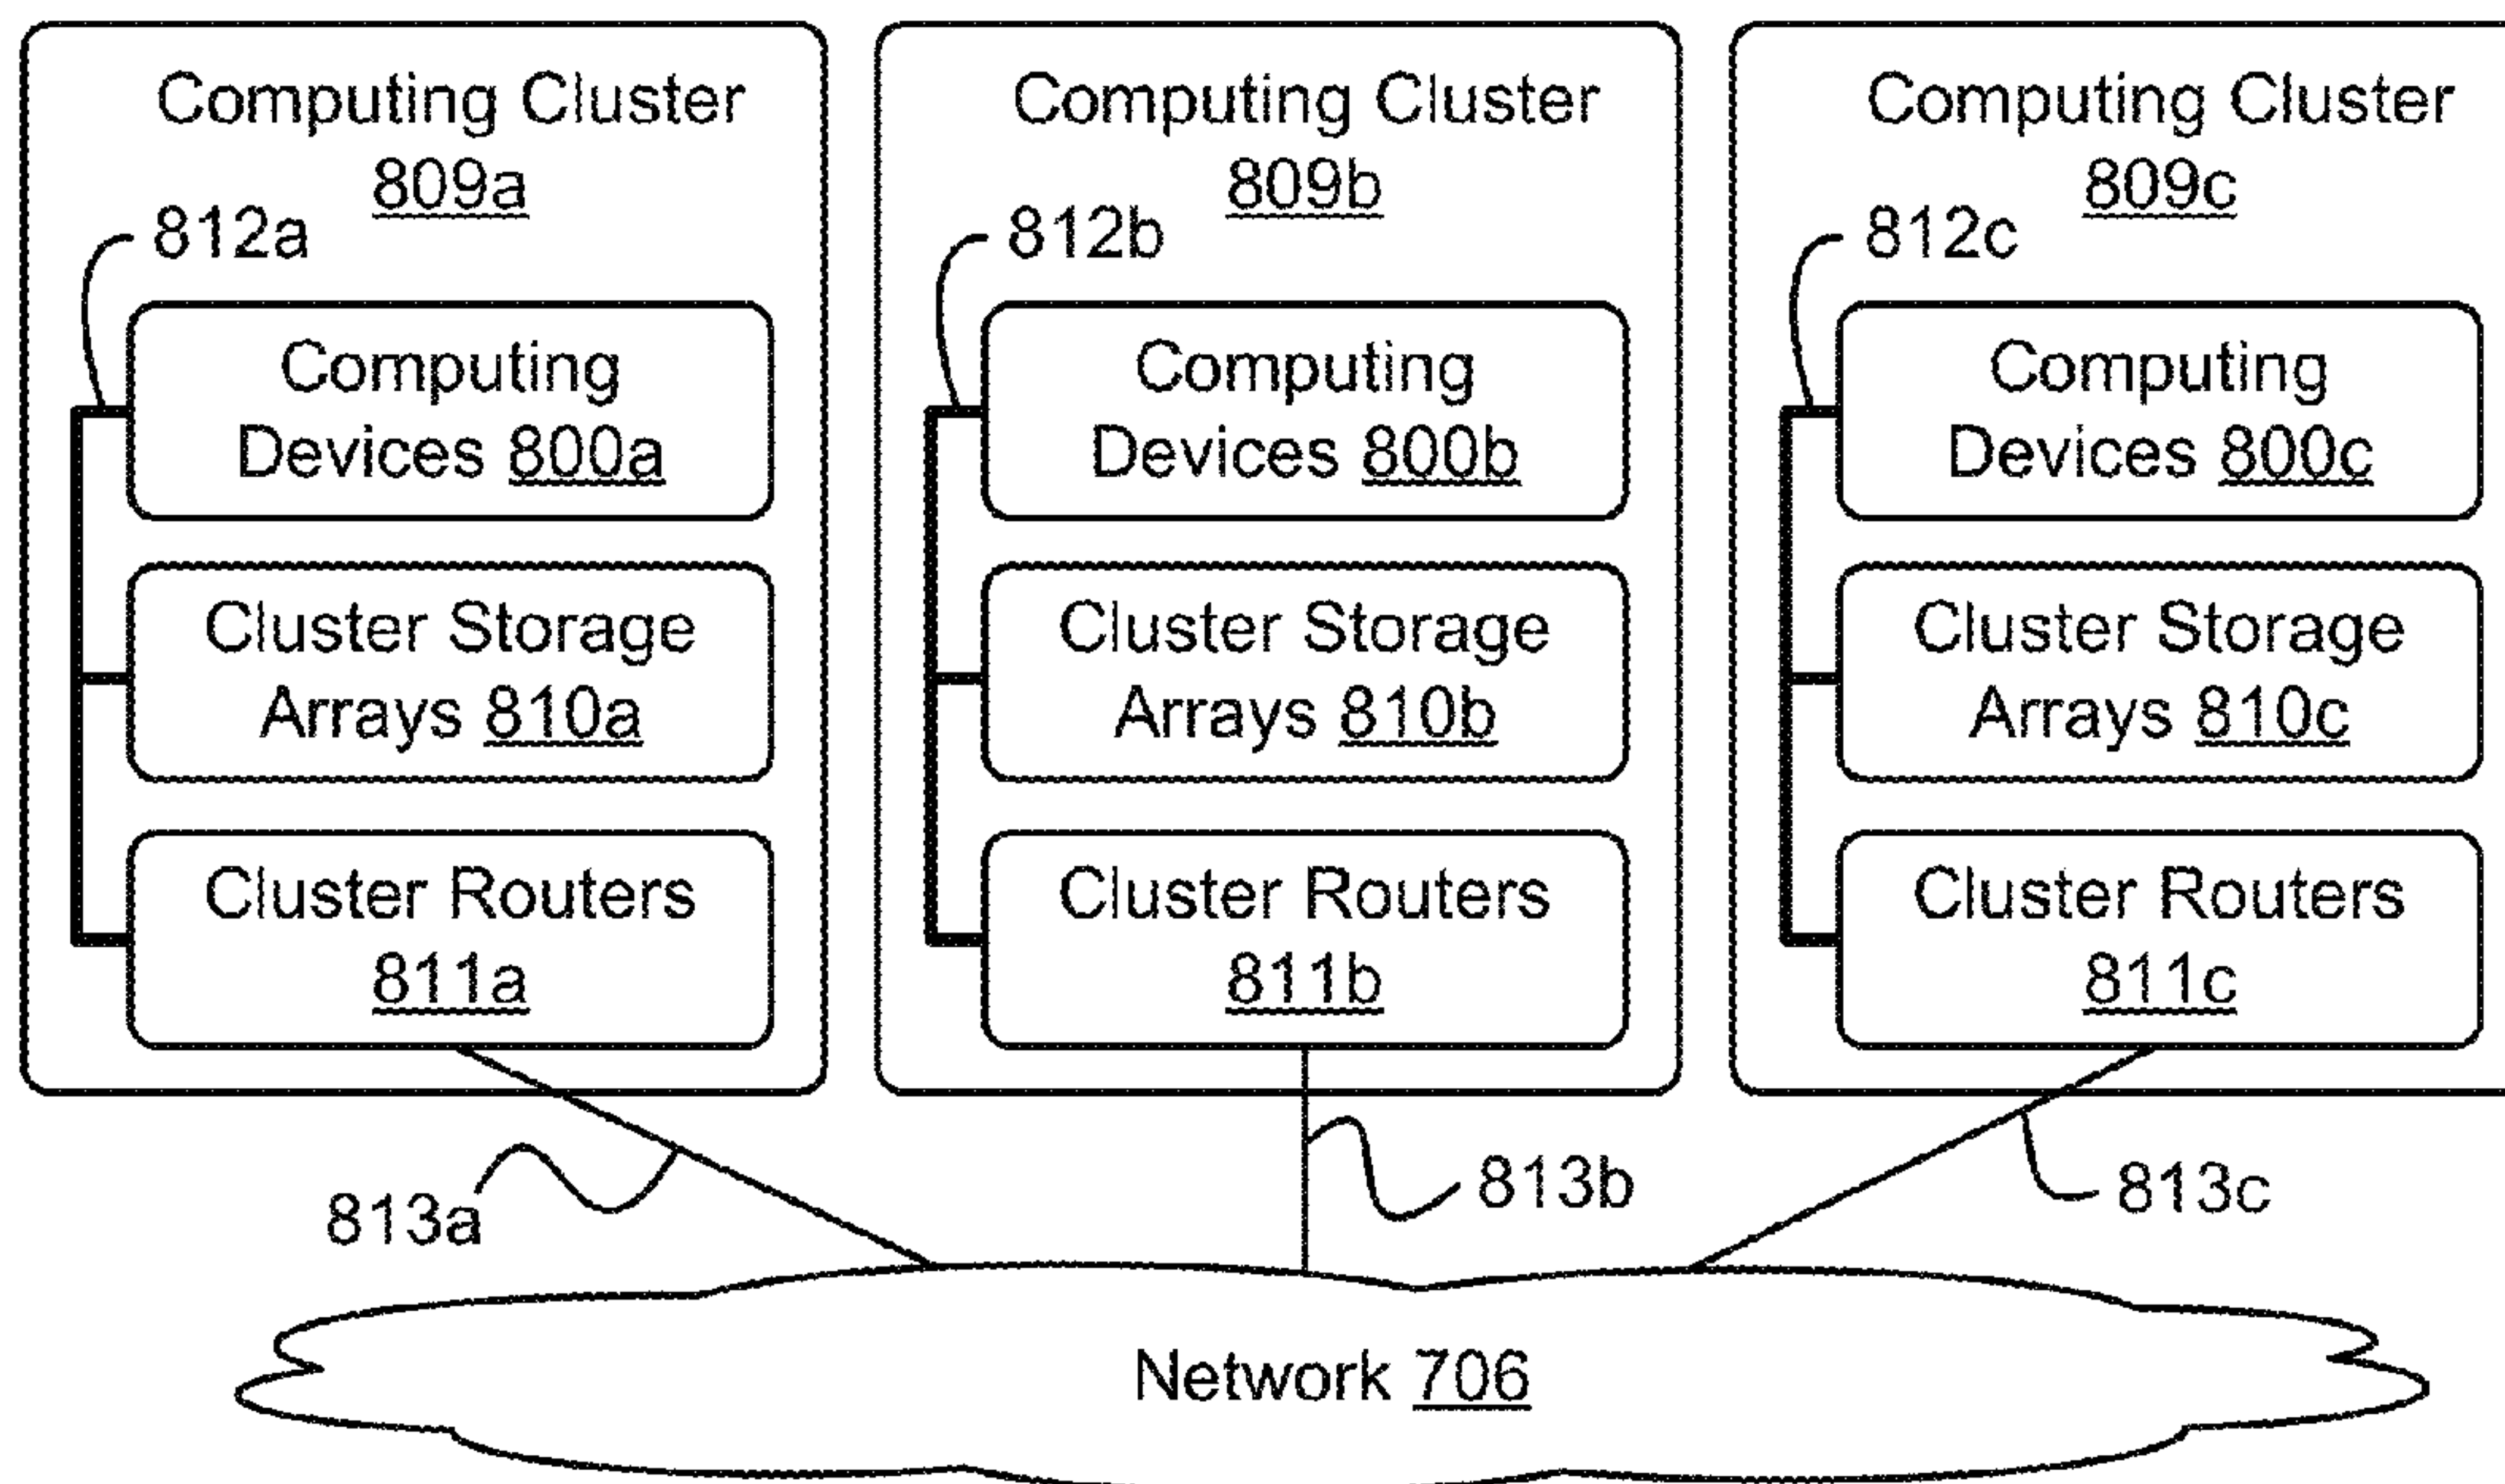 Computing Cluster
809a
812a
Computing
Devices 800a
Cluster Storage
Arrays 810a
Cluster Routers
811a
Computing Cluster
809b
812b
Computing
Devices 800b
Cluster Storage
Arrays 810b
Cluster Routers
811b
Computing Cluster
809c
812c
Computing
Devices 800c
Cluster Storage
Arrays 810c
Cluster Routers
811c
813a
813b
813c
Network 706